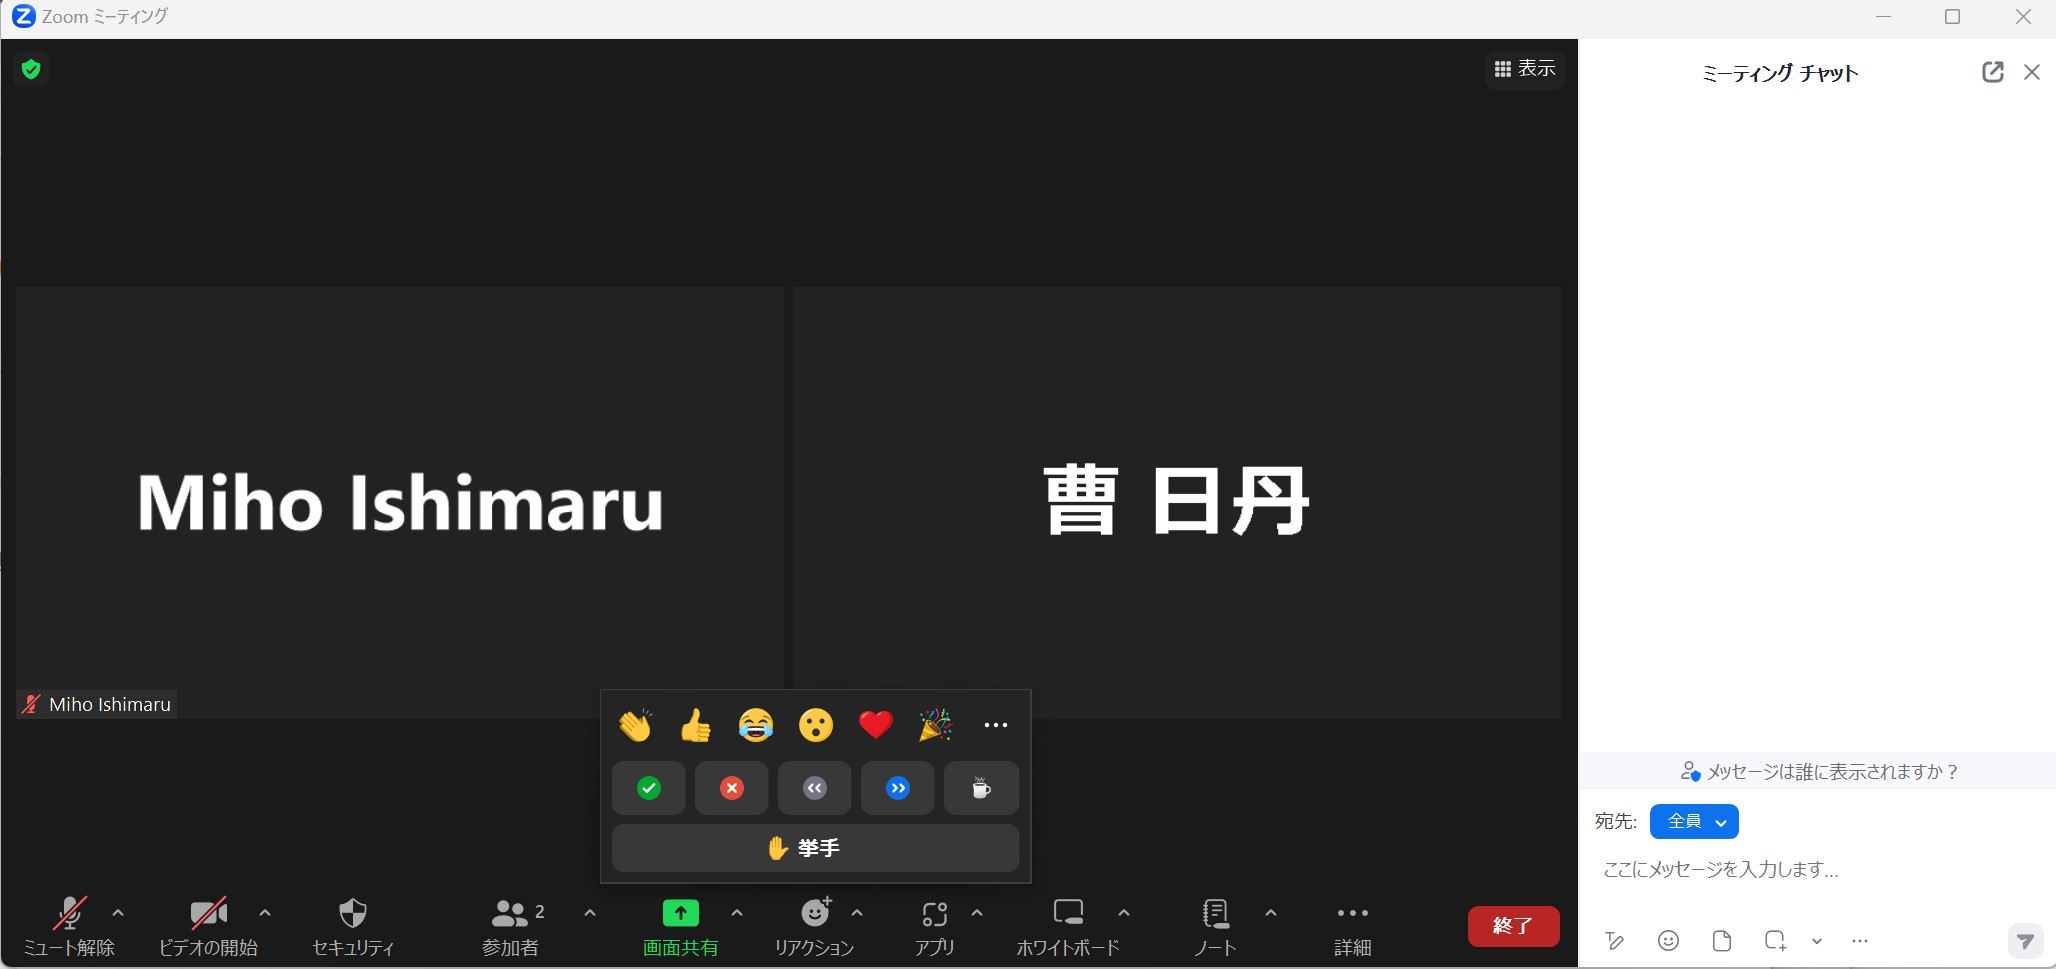 Zoom ミーティング
表示
ミーティング チャット
Miho Ishimaru
曹 日丹
Miho Ishimaru
挙手
メッセージは誰に表示されますか？
宛先: 全員
ここにメッセージを入力します...
2
ミュート解除
ビデオの開始
セキュリティ
参加者
画面共有
リアクション
アプリ
ホワイトボード
ノート
詳細
終了